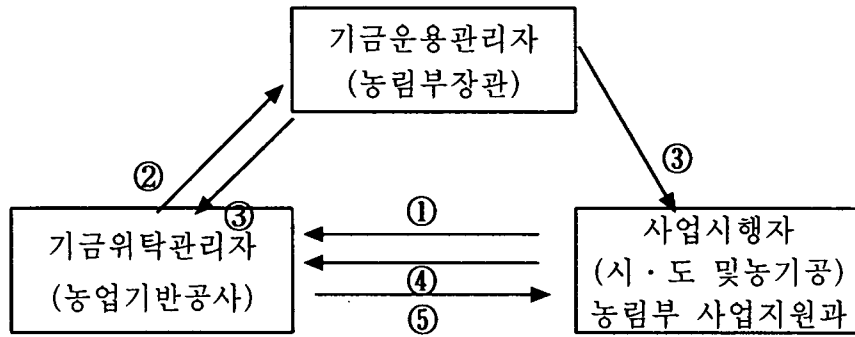 기금운용관리자
(농림부장관)
②
③
③
①
기금위탁관리자
(농업기반공사)
④
⑤
사업시행자
(시·도 및농기공)
농림부 사업지원과